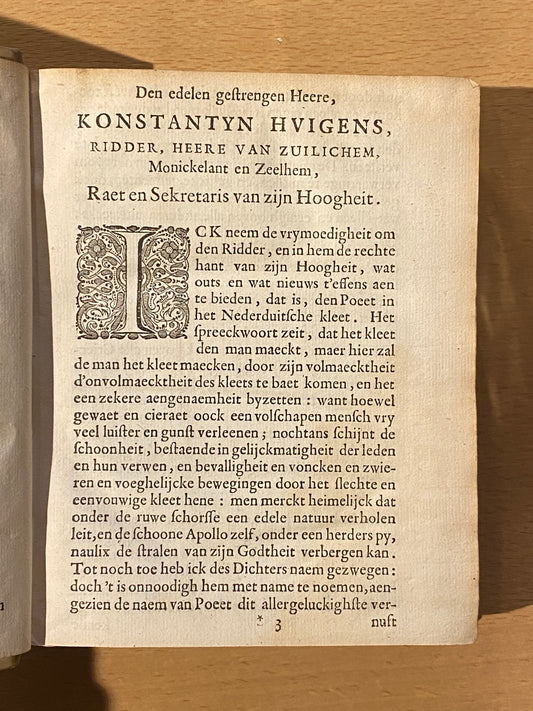 Den edelen geſtrengen Heere,
KONSTANTYN HVIGENS,
RIDDER, HEERE VAN ZUILICHEM,
Monickelant en Zeelhem,
Raet en Sekretaris van zijn Hoogheit.
ICK neem de vrymoedigheit om
den Ridder, en in hem de rechte
hant van zijn Hoogheit, wat
outs en wat nieuws t'effens aen
te bieden, dat is, den Poeet in
het Nederduitſche kleet. Het
ſpreeckwoort zeit, dat het kleet
den man maeckt, maer hier zal
de man het kleet maecken, door zijn volmaecktheit
d'onvolmaecktheit des kleets te baet komen, en het
een zekere aengenaemheit byzetten: want hoewel
gewaet en cieraet oock een volſchapen menſch vry
veel luiſter en gunſt verleenen; nochtans ſchijnt de
ſchoonheit, beſtaende in gelijckmatigheit der leden
en hun verwen, en bevalligheit en voncken en zwie-
ren en voeghelijcke bewegingen door het ſlechte en
eenvouwige kleet hene: men merckt heimelijck dat
onder de ruwe ſchorſſe een edele natuur verholen
leit, en de ſchoone Apollo zelf, onder een herders py,
naulix de ſtralen van zijn Godtheit verbergen kan.
Tot noch toe heb ick des Dichters naem gezwegen:
doch 't is onnoodigh hem met name te noemen, aen-
gezien de naem van Poeet dit allergeluckighſte ver-
* 3 nuft